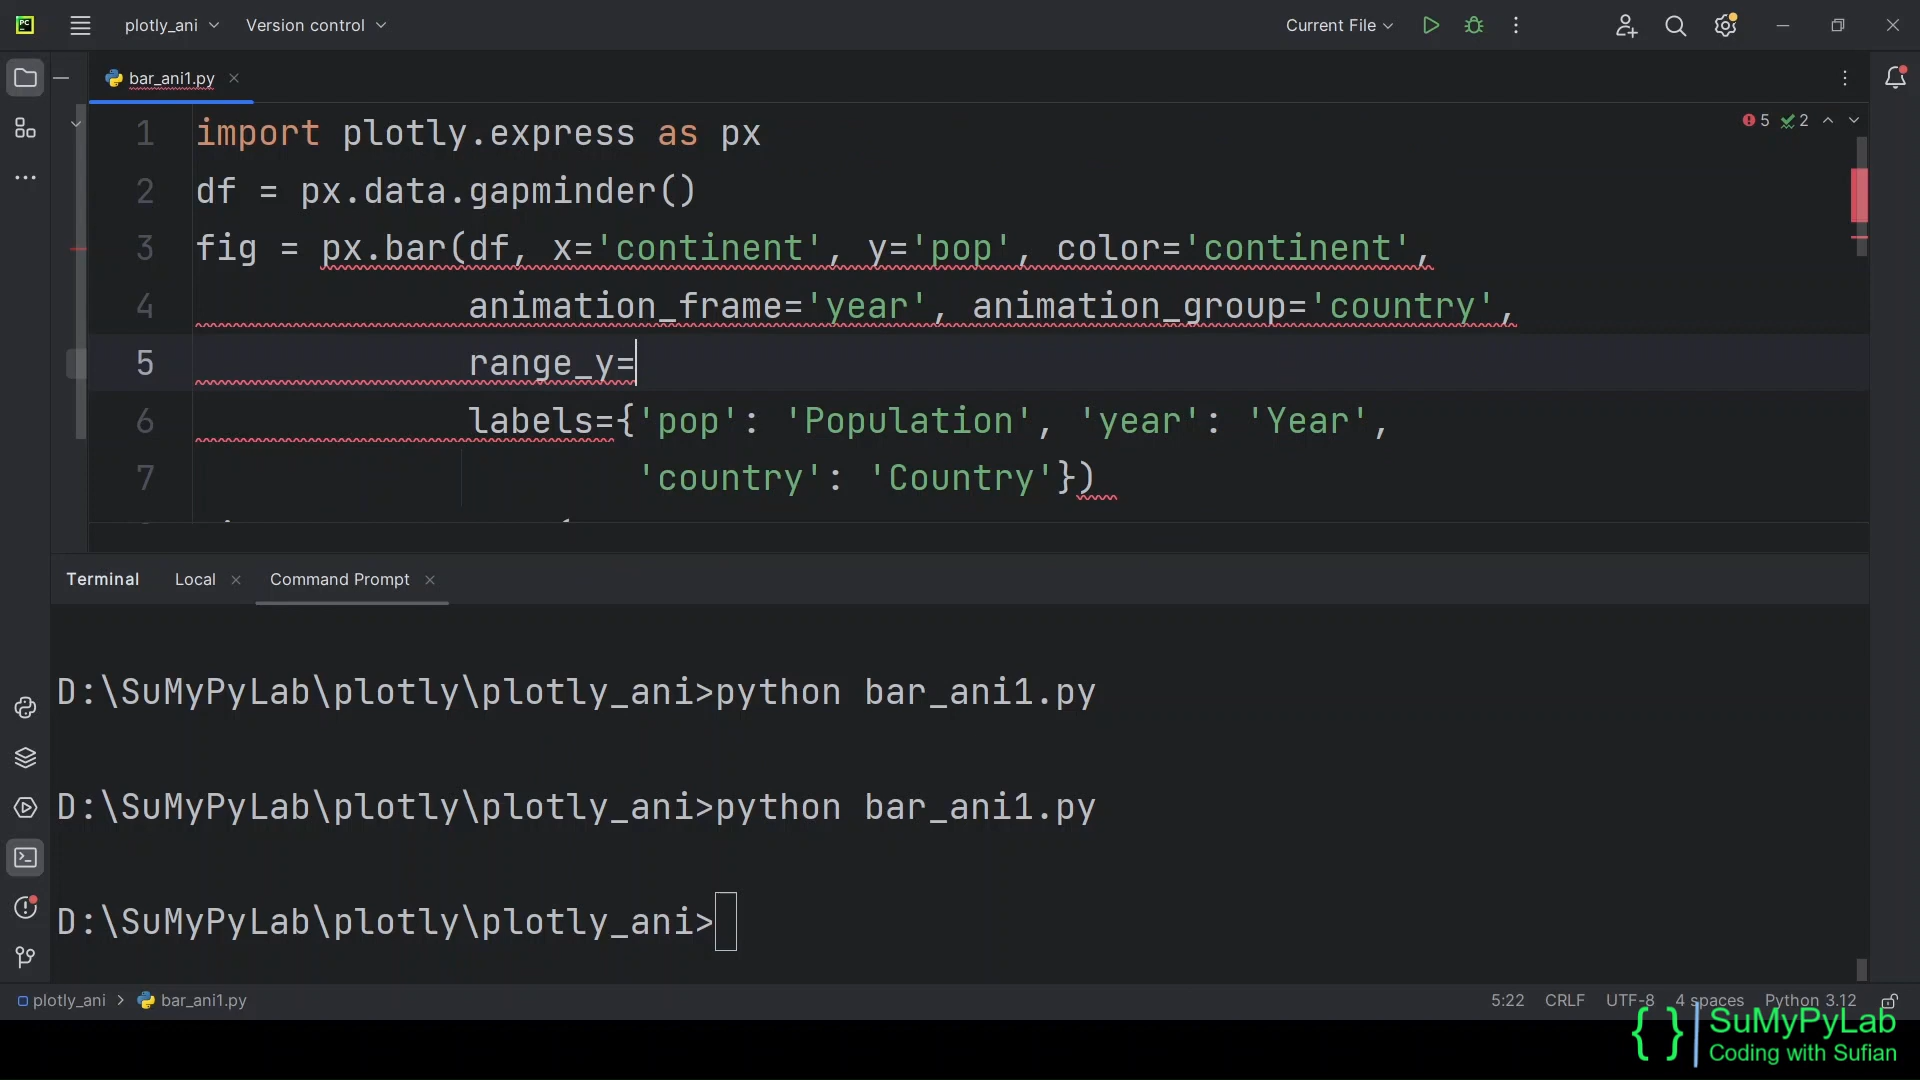 plotly_ani Version control Current File
bar_ani1.py
1 import plotly.express as px
5 2
2 df = px.data.gapminder()
3 fig = px.bar(df, x='continent', y='pop', color='continent',
4 animation_frame='year', animation_group='country',
5 range_y=
6 labels={'pop': 'Population', 'year': 'Year',
7 'country': 'Country'})
Terminal Local Command Prompt
D:\SuMyPyLab\plotly\plotly_ani>python bar_ani1.py
D:\SuMyPyLab\plotly\plotly_ani>python bar_ani1.py
D:\SuMyPyLab\plotly\plotly_ani>
plotly_ani > bar_ani1.py 5:22 CRLF UTF-8 4 spaces Python 3.12
{ } SuMyPyLab
Coding with Sufian